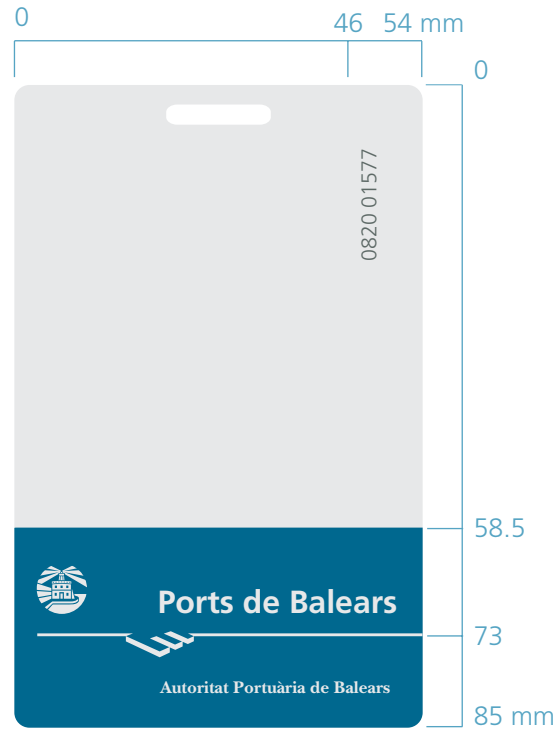 0 46 54 mm
0
0820 01577
58.5
Ports de Balears
73
Autoritat Portuària de Balears
85 mm